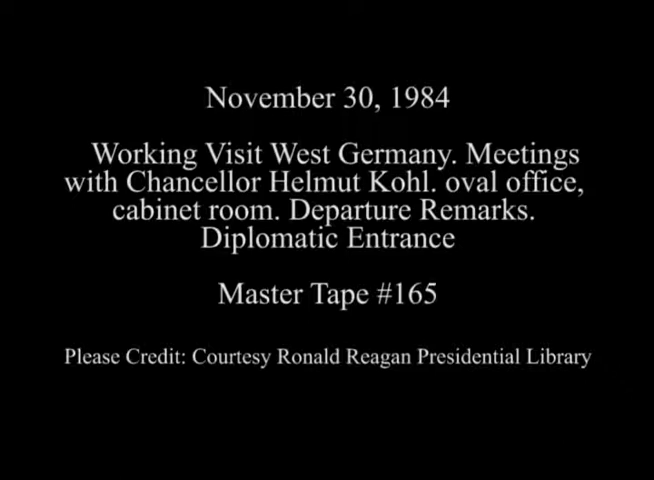 November 30, 1984
Working Visit West Germany. Meetings
with Chancellor Helmut Kohl. oval office,
cabinet room. Departure Remarks.
Diplomatic Entrance
Master Tape #165
Please Credit: Courtesy Ronald Reagan Presidential Library